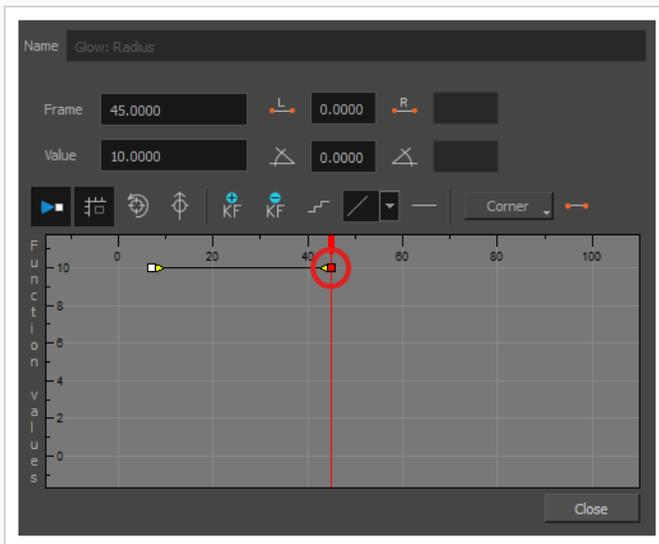 Name Glow: Radius
Frame 45.0000 L 0.0000 R
Value 10.0000 0.0000
KF KF Corner
Function values
0 20 40 60 80 100
10
8
6
4
2
0
Close